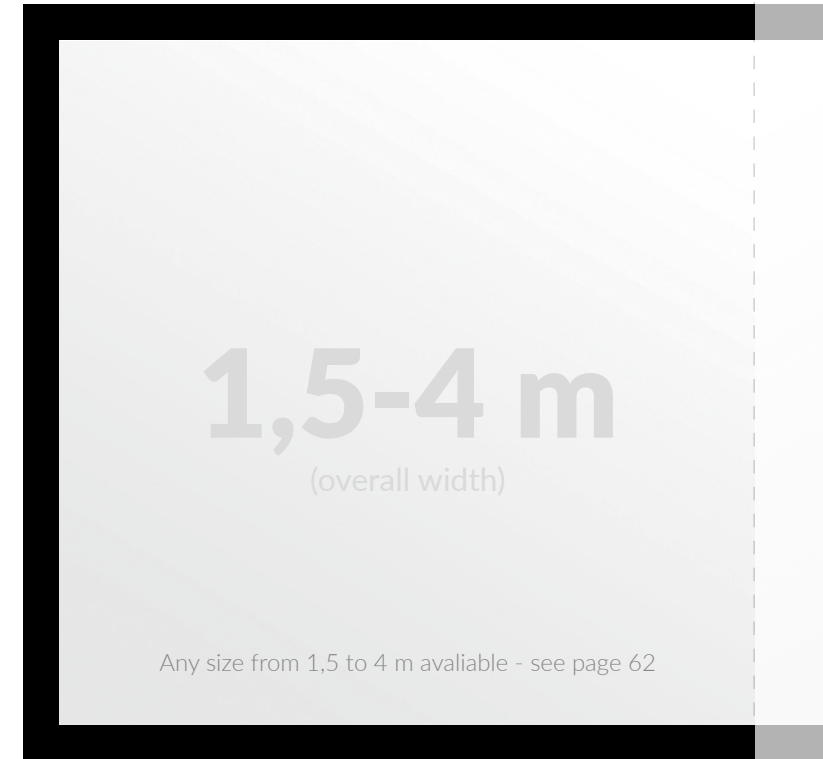 1,5-4 m
(overall width)
Any size from 1,5 to 4 m avaliable - see page 62